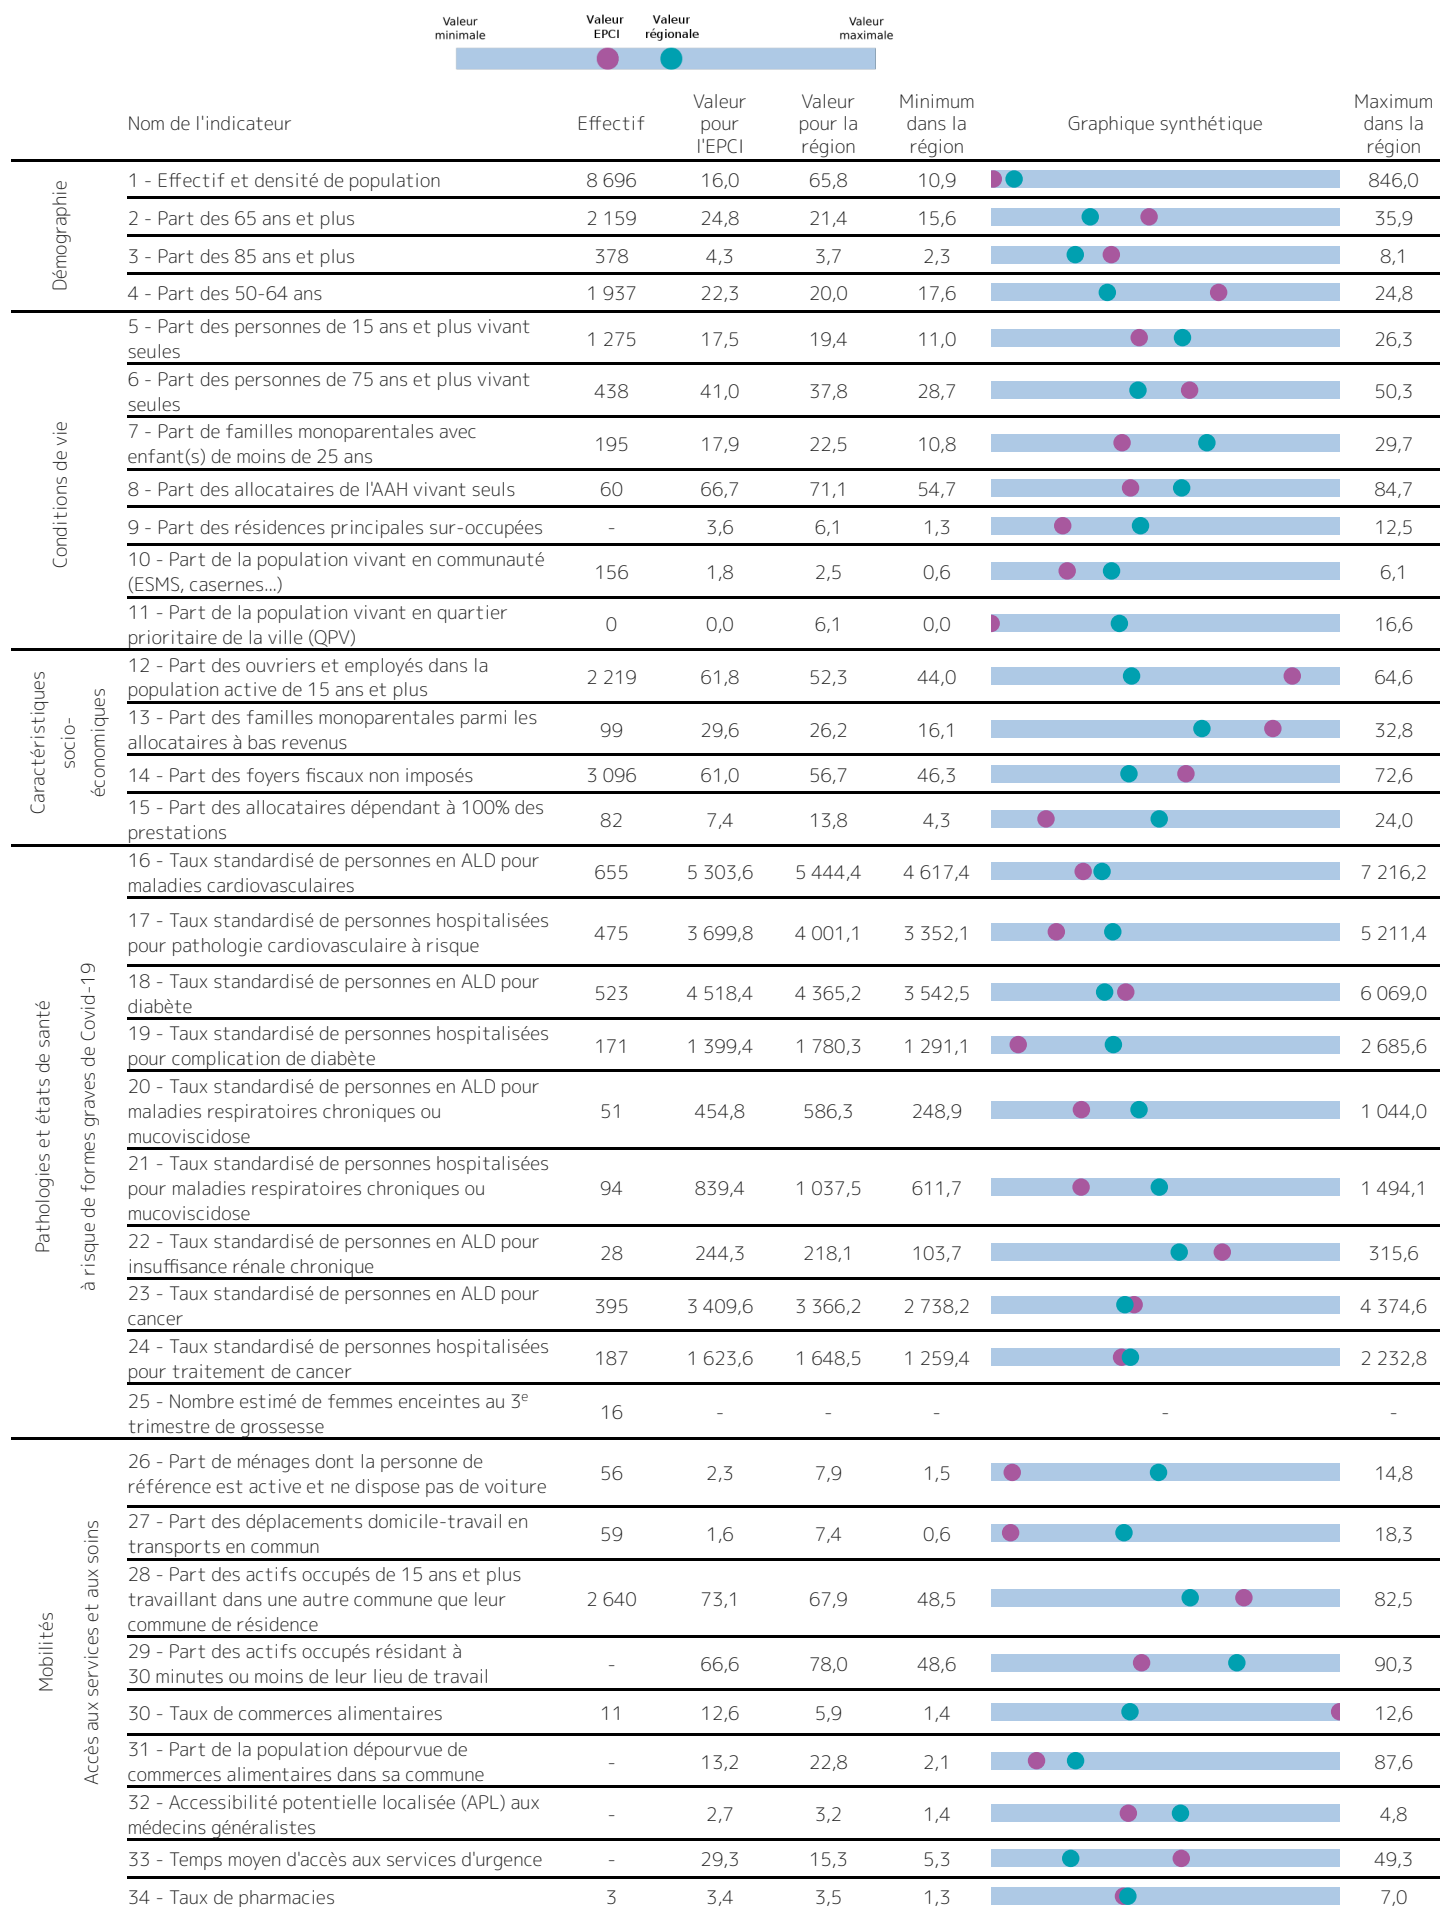 Valeur minimale
Valeur EPCI
Valeur régionale
Valeur maximale
Nom de l'indicateur
Effectif
Valeur pour l'EPCI
Valeur pour la région
Minimum dans la région
Graphique synthétique
Maximum dans la région
Démographie
1 - Effectif et densité de population 8 696 16,0 65,8 10,9 846,0
2 - Part des 65 ans et plus 2 159 24,8 21,4 15,6 35,9
3 - Part des 85 ans et plus 378 4,3 3,7 2,3 8,1
4 - Part des 50-64 ans 1 937 22,3 20,0 17,6 24,8
Conditions de vie
5 - Part des personnes de 15 ans et plus vivant
seules 1 275 17,5 19,4 11,0 26,3
6 - Part des personnes de 75 ans et plus vivant
seules 438 41,0 37,8 28,7 50,3
7 - Part de familles monoparentales avec
enfant(s) de moins de 25 ans 195 17,9 22,5 10,8 29,7
8 - Part des allocataires de l'AAH vivant seuls 60 66,7 71,1 54,7 84,7
9 - Part des résidences principales sur-occupées - 3,6 6,1 1,3 12,5
10 - Part de la population vivant en communauté
(ESMS, casernes...) 156 1,8 2,5 0,6 6,1
11 - Part de la population vivant en quartier
prioritaire de la ville (QPV) 0 0,0 6,1 0,0 16,6
Caractéristiques
socio-
économiques
12 - Part des ouvriers et employés dans la
population active de 15 ans et plus 2 219 61,8 52,3 44,0 64,6
13 - Part des familles monoparentales parmi les
allocataires à bas revenus 99 29,6 26,2 16,1 32,8
14 - Part des foyers fiscaux non imposés 3 096 61,0 56,7 46,3 72,6
15 - Part des allocataires dépendant à 100% des
prestations 82 7,4 13,8 4,3 24,0
Pathologies et états de santé
à risque de formes graves de Covid-19
16 - Taux standardisé de personnes en ALD pour
maladies cardiovasculaires 655 5 303,6 5 444,4 4 617,4 7 216,2
17 - Taux standardisé de personnes hospitalisées
pour pathologie cardiovasculaire à risque 475 3 699,8 4 001,1 3 352,1 5 211,4
18 - Taux standardisé de personnes en ALD pour
diabète 523 4 518,4 4 365,2 3 542,5 6 069,0
19 - Taux standardisé de personnes hospitalisées
pour complication de diabète 171 1 399,4 1 780,3 1 291,1 2 685,6
20 - Taux standardisé de personnes en ALD pour
maladies respiratoires chroniques ou 51 454,8 586,3 248,9 1 044,0
mucoviscidose
21 - Taux standardisé de personnes hospitalisées
pour maladies respiratoires chroniques ou 94 839,4 1 037,5 611,7 1 494,1
mucoviscidose
22 - Taux standardisé de personnes en ALD pour
insuffisance rénale chronique 28 244,3 218,1 103,7 315,6
23 - Taux standardisé de personnes en ALD pour
cancer 395 3 409,6 3 366,2 2 738,2 4 374,6
24 - Taux standardisé de personnes hospitalisées
pour traitement de cancer 187 1 623,6 1 648,5 1 259,4 2 232,8
25 - Nombre estimé de femmes enceintes au 3e
trimestre de grossesse 16 - - - - -
Mobilités
Accès aux services et aux soins
26 - Part de ménages dont la personne de
référence est active et ne dispose pas de voiture 56 2,3 7,9 1,5 14,8
27 - Part des déplacements domicile-travail en
transports en commun 59 1,6 7,4 0,6 18,3
28 - Part des actifs occupés de 15 ans et plus
travaillant dans une autre commune que leur 2 640 73,1 67,9 48,5 82,5
commune de résidence
29 - Part des actifs occupés résidant à
30 minutes ou moins de leur lieu de travail - 66,6 78,0 48,6 90,3
30 - Taux de commerces alimentaires 11 12,6 5,9 1,4 12,6
31 - Part de la population dépourvue de
commerces alimentaires dans sa commune - 13,2 22,8 2,1 87,6
32 - Accessibilité potentielle localisée (APL) aux
médecins généralistes - 2,7 3,2 1,4 4,8
33 - Temps moyen d'accès aux services d'urgence - 29,3 15,3 5,3 49,3
34 - Taux de pharmacies 3 3,4 3,5 1,3 7,0